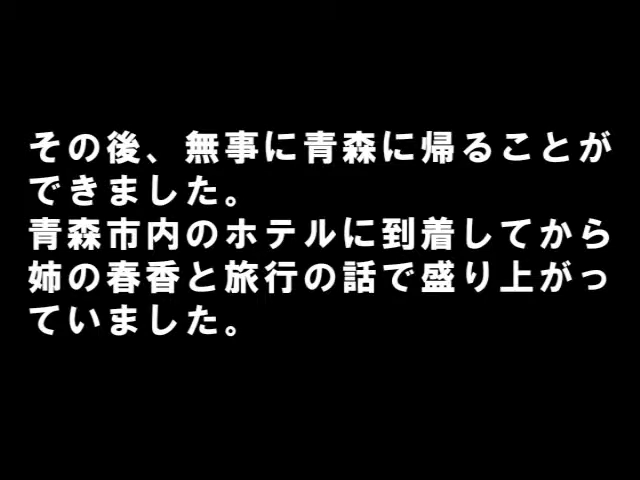 その後、無事に青森に帰ることが
できました。
青森市内のホテルに到着してから
姉の春香と旅行の話で盛り上がっ
ていました。